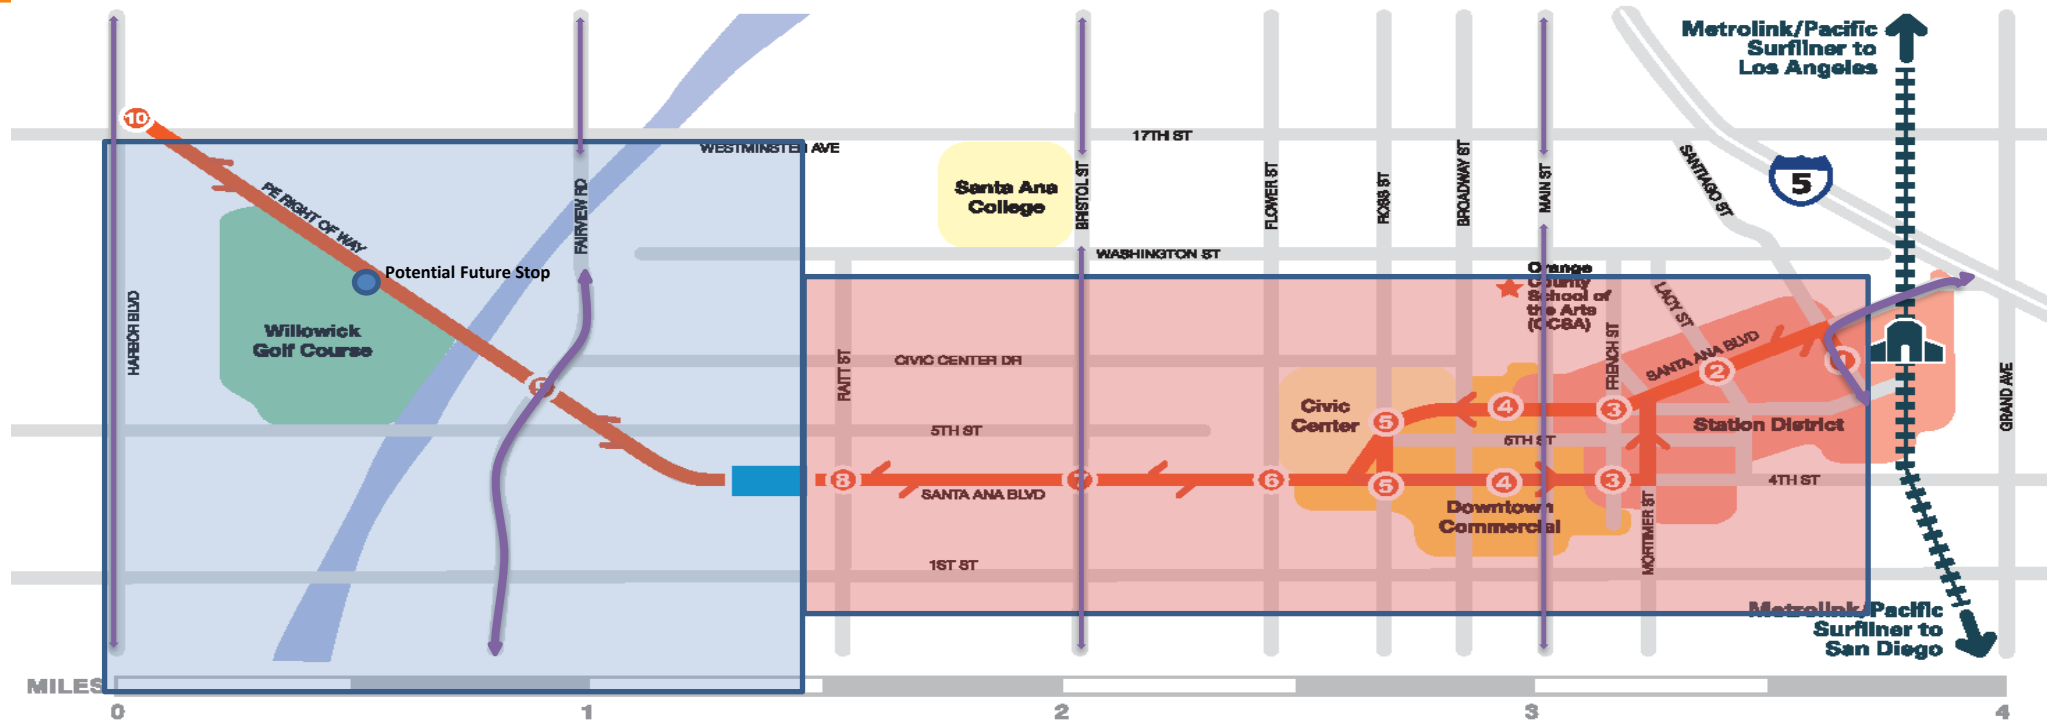 Metrolink/Pacific
Surfliner to
Los Angeles
10
17TH ST
WESTMINSTER AVE
5
SANTIAGO ST
PE RIGHT OF WAY
FAIRVIEW RD
Santa Ana
College
BRISTOL ST
FLOWER ST
ROSS ST
BROADWAY ST
MAIN ST
WASHINGTON ST
Potential Future Stop
Orange
County
School of
the Arts
(OCSA)
LACY ST
HARBOR BLVD
Willowick
Golf Course
RAITT ST
CIVIC CENTER DR
FRENCH ST
SANTA ANA BLVD
2
1
GRAND AVE
Civic
Center
5
4
3
Station District
5TH ST
5TH ST
8
7
6
5
4
3
4TH ST
SANTA ANA BLVD
Downtown
Commercial
MORTIMER ST
1ST ST
Metrolink/Pacific
Surfliner to
San Diego
MILES
0
1
2
3
4